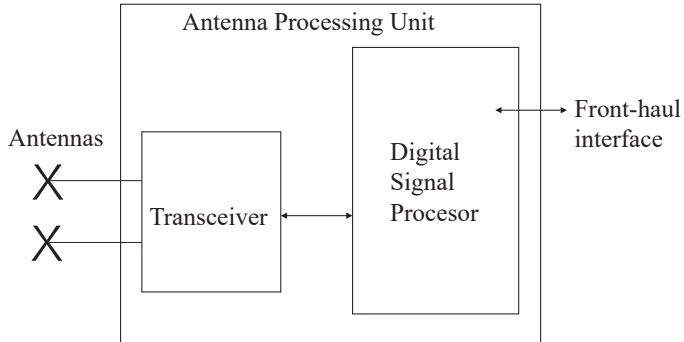 Antenna Processing Unit
Antennas
Transceiver
Digital
Signal
Procesor
Front-haul
interface